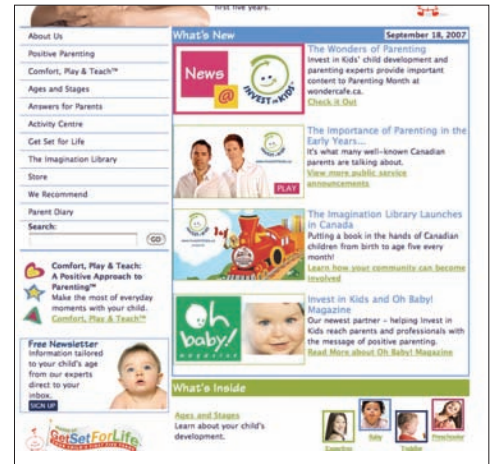 first five years.
About Us
Positive Parenting
Comfort, Play & Teach™
Ages and Stages
Answers for Parents
Activity Centre
Get Set for Life
The Imagination Library
Store
We Recommend
Parent Diary
Search:
GO
Comfort, Play & Teach:
A Positive Approach to
Parenting™
Make the most of everyday
moments with your child.
Comfort, Play & Teach™
Free Newsletter
Information tailored
to your child's age
from our experts
direct to your
inbox.
SIGN UP
GetSetForLife
What's New
September 18, 2007
News
@
INVEST IN KIDS
The Wonders of Parenting
Invest in Kids' child development and
parenting experts provide important
content to Parenting Month at
wondercafe.ca.
Check it Out
PLAY
The Importance of Parenting in the
Early Years...
It's what many well-known Canadian
parents are talking about.
View more public service
announcements
The Imagination Library Launches
in Canada
Putting a book in the hands of Canadian
children from birth to age five every
month!
Learn how your community can become
involved
Oh
baby!
magazine
Invest in Kids and Oh Baby!
Magazine
Our newest partner - helping Invest in
Kids reach parents and professionals with
the message of positive parenting.
Read More about Oh Baby! Magazine
What's Inside
Ages and Stages
Learn about your child's
development.
Expecting
Baby
Toddler
Preschooler